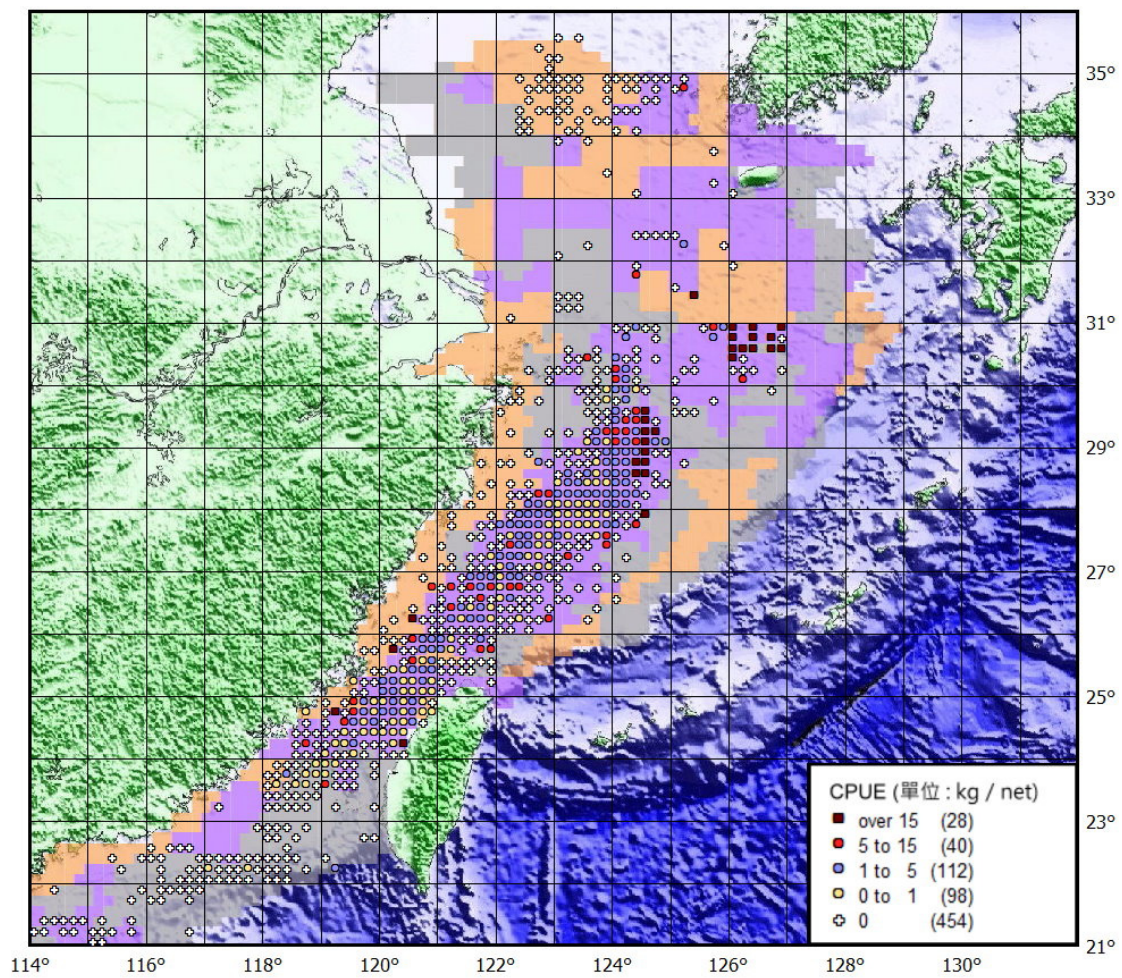 35°
33°
31°
29°
27°
25°
CPUE (單位 : kg / net)
over 15 (28)
5 to 15 (40)
1 to 5 (112)
0 to 1 (98)
0 (454)
23°
21°
114° 116° 118° 120° 122° 124° 126° 128° 130°